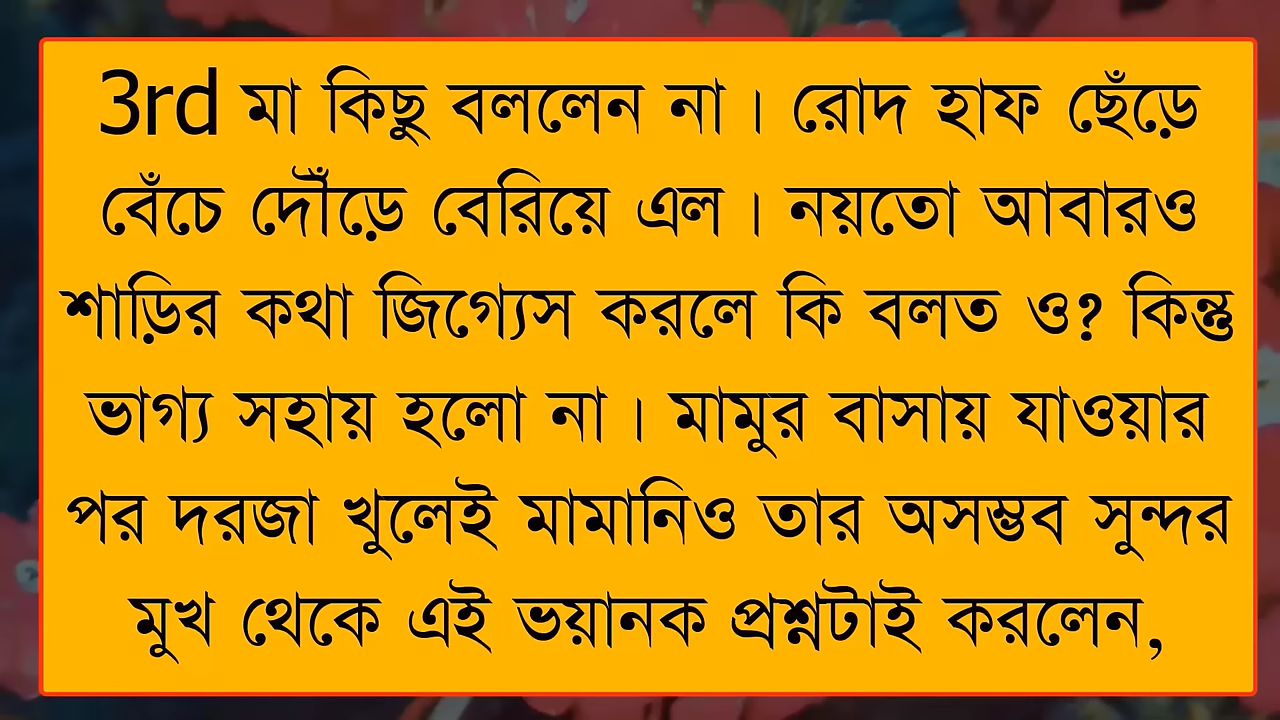 3rd মা কিছু বললেন না। রোদ হাফ ছেঁড়ে
বেঁচে দৌঁড়ে বেরিয়ে এল। নয়তো আবারও
শাড়ির কথা জিগ্যেস করলে কি বলত ও? কিন্তু
ভাগ্য সহায় হলো না। মামুর বাসায় যাওয়ার
পর দরজা খুলেই মামানিও তার অসম্ভব সুন্দর
মুখ থেকে এই ভয়ানক প্রশ্নটাই করলেন,